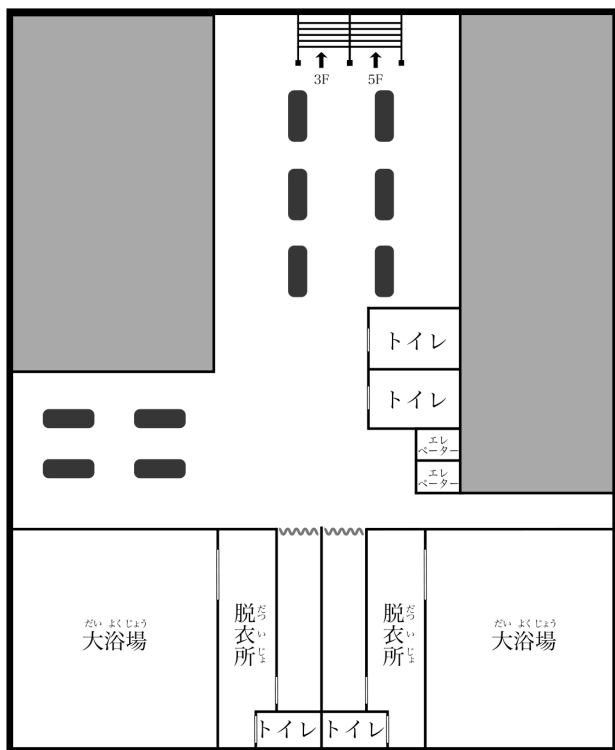 3F 5F
トイレ
トイレ
エレ
ベーター
エレ
ベーター
だい よく じょう
大浴場
だつ い じょ
脱衣所
だつ い じょ
脱衣所
だい よく じょう
大浴場
トイレ トイレ